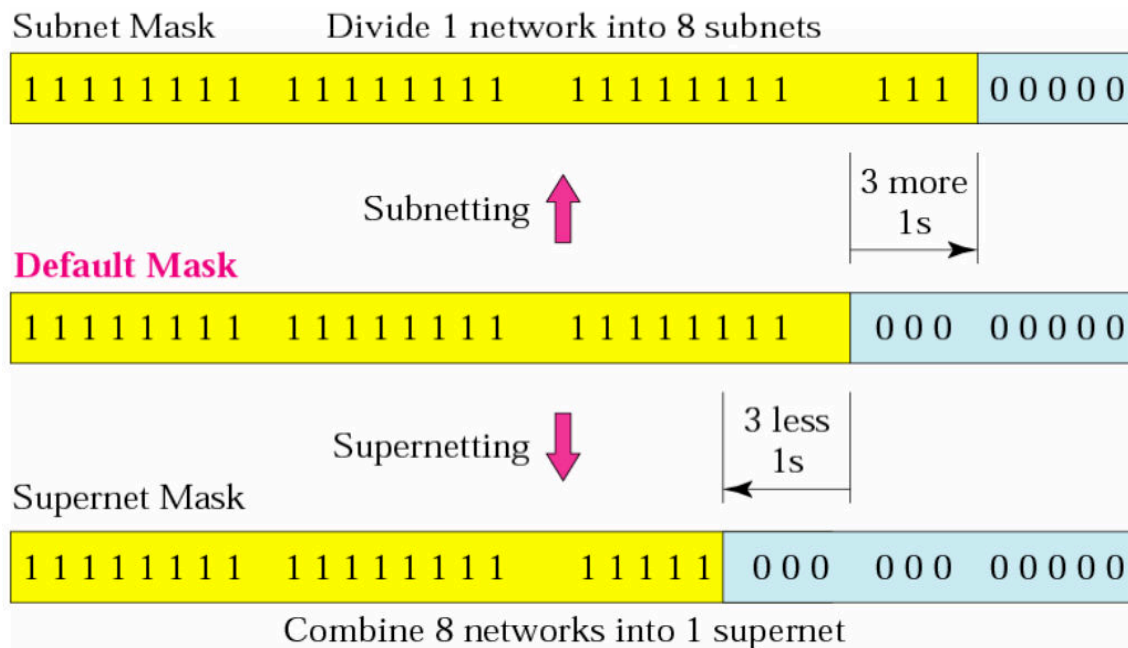 Subnet Mask Divide 1 network into 8 subnets
1 1 1 1 1 1 1 1 1 1 1 1 1 1 1 1 1 1 1 1 1 1 1 1 1 1 1 0 0 0 0 0
Subnetting
3 more
1s
Default Mask
1 1 1 1 1 1 1 1 1 1 1 1 1 1 1 1 1 1 1 1 1 1 1 1 0 0 0 0 0 0 0 0
Supernetting
3 less
1s
Supernet Mask
1 1 1 1 1 1 1 1 1 1 1 1 1 1 1 1 1 1 1 1 1 0 0 0 0 0 0 0 0 0 0 0
Combine 8 networks into 1 supernet